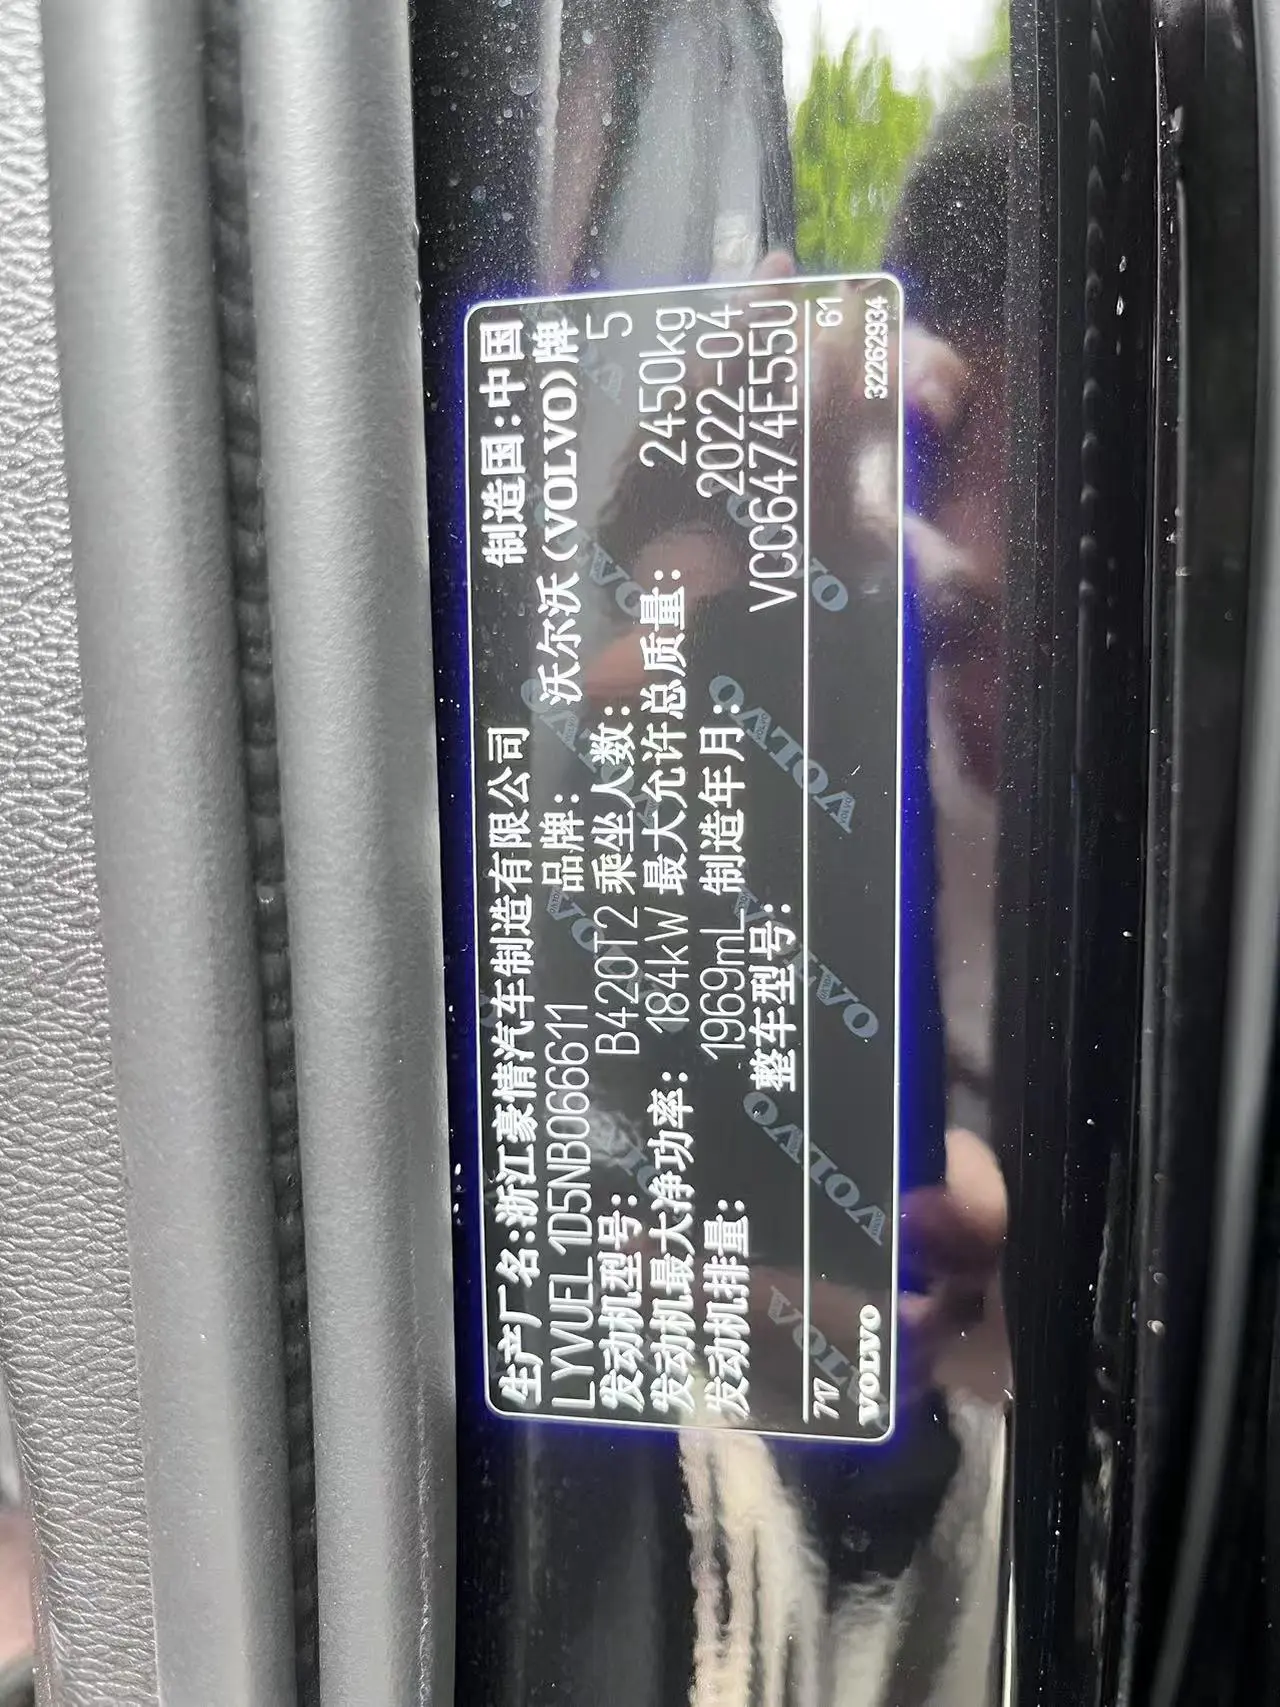 生产厂名:浙江豪情汽车制造有限公司 制造国:中国
LYVUEL1D5NB066611 品牌: 沃尔沃(VOLVO)牌
发动机型号: B420T2 乘坐人数: 5
发动机最大净功率: 184kW 最大允许总质量: 2450kg
发动机排量: 1969mL 制造年月: 2022-04
整车型号: VCC6474E55U
717 61
VOLVO 32262934